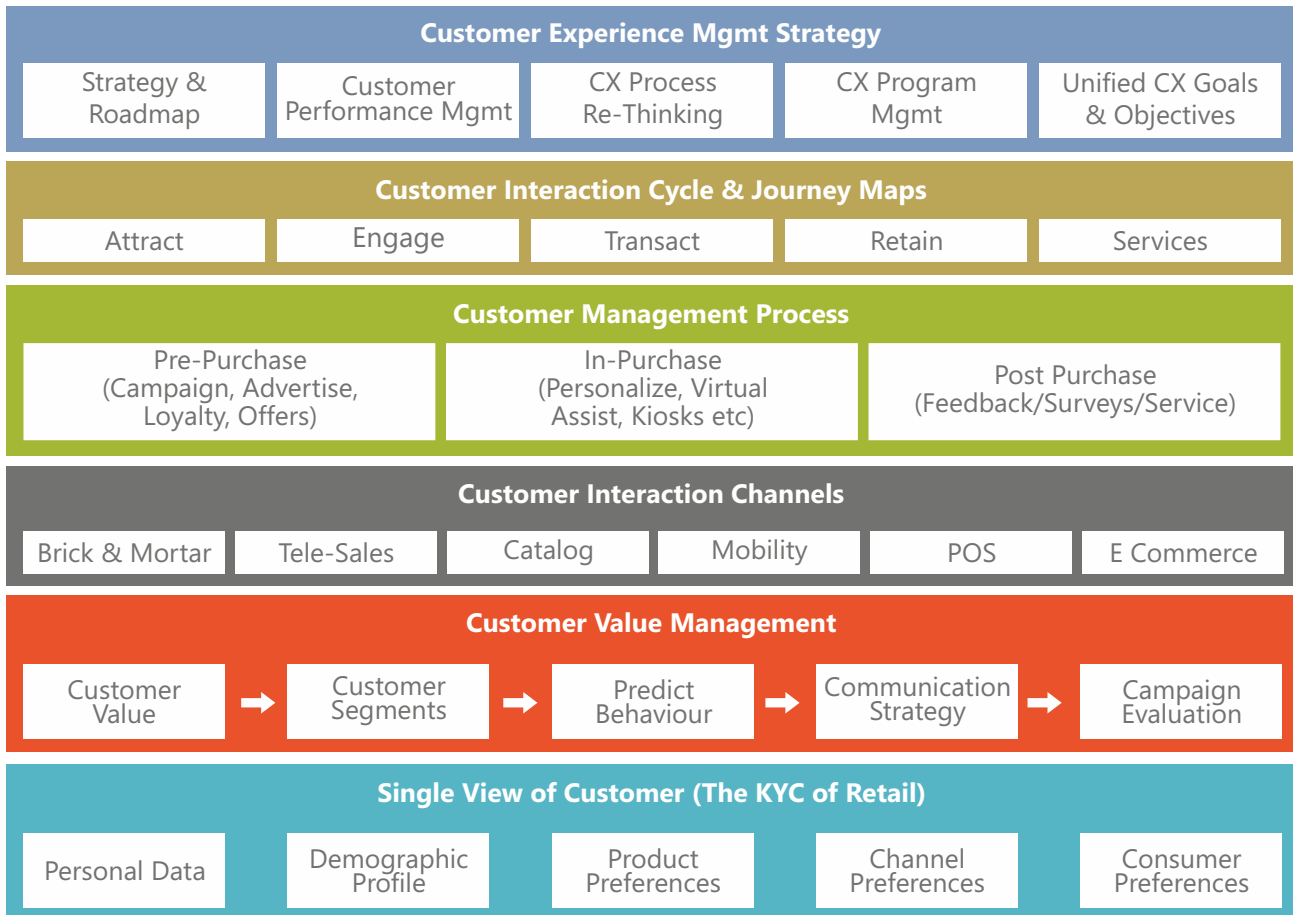 Customer Experience Mgmt Strategy
Strategy &
Roadmap
Customer
Performance Mgmt
CX Process
Re-Thinking
CX Program
Mgmt
Unified CX Goals
& Objectives
Customer Interaction Cycle & Journey Maps
Attract
Engage
Transact
Retain
Services
Customer Management Process
Pre-Purchase
(Campaign, Advertise,
Loyalty, Offers)
In-Purchase
(Personalize, Virtual
Assist, Kiosks etc)
Post Purchase
(Feedback/Surveys/Service)
Customer Interaction Channels
Brick & Mortar
Tele-Sales
Catalog
Mobility
POS
E Commerce
Customer Value Management
Customer
Value
Customer
Segments
Predict
Behaviour
Communication
Strategy
Campaign
Evaluation
Single View of Customer (The KYC of Retail)
Personal Data
Demographic
Profile
Product
Preferences
Channel
Preferences
Consumer
Preferences